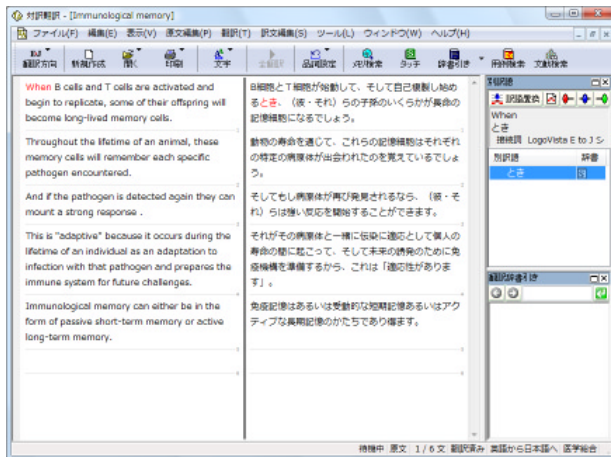 対訳翻訳 - [Immunological memory]
ファイル(F) 編集(E) 表示(V) 原文編集(P) 翻訳(T) 訳文編集(S) ツール(L) ウィンドウ(W) ヘルプ(H)
翻訳方向 新規作成 開く 印刷 文字 全翻訳 品詞設定 メモリ検索 タッチ 辞書引き 用例検索 文献検索
When B cells and T cells are activated and
begin to replicate, some of their offspring will
become long-lived memory cells.
Throughout the lifetime of an animal, these
memory cells will remember each specific
pathogen encountered.
And if the pathogen is detected again they can
mount a strong response .
This is "adaptive" because it occurs during the
lifetime of an individual as an adaptation to
infection with that pathogen and prepares the
immune system for future challenges.
Immunological memory can either be in the
form of passive short-term memory or active
long-term memory.
B細胞とT細胞が始動して、そして自己複製し始め
るとき、（彼・それ）らの子孫のいくらかが長命の
記憶細胞になるでしょう。
動物の寿命を通じて、これらの記憶細胞はそれぞれ
の特定の病原体が出会われたのを覚えているでしょ
う。
そしてもし病原体が再び発見されるなら、（彼・そ
れ）らは強い反応を開始することができます。
それがその病原体と一緒に伝染に適応として個人の
寿命の間に起こって、そして未来の誘発のために免
疫機構を準備するから、これは「適応性がありま
す」。
免疫記憶はあるいは受動的な短期記憶あるいはアク
ティブな長期記憶のかたちであり得ます。
別訳語
訳語置換
When
とき
接続詞 LogoVista E to J シ
別訳語 辞書
とき
翻訳辞書引き
待機中 原文 1 / 6 文 翻訳済み 英語から日本語へ 医学総合